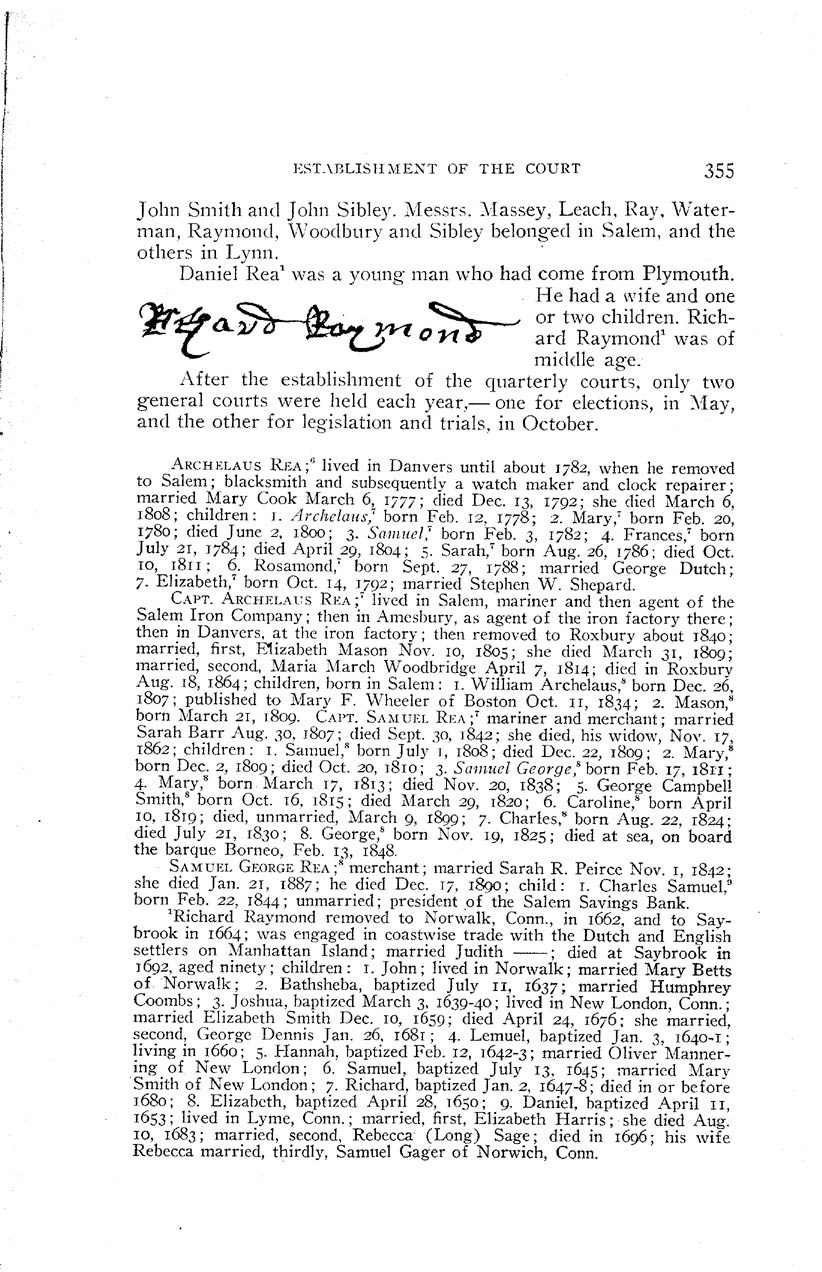 ESTABLISHMENT OF THE COURT 355
John Smith and John Sibley. Messrs. Massey, Leach, Ray, Water-
man, Raymond, Woodbury and Sibley belonged in Salem, and the
others in Lynn.
Daniel Rea¹ was a young man who had come from Plymouth.
He had a wife and one
or two children. Rich-
ard Raymond¹ was of
middle age.
Richard Raymond
After the establishment of the quarterly courts, only two
general courts were held each year,— one for elections, in May,
and the other for legislation and trials, in October.
ARCHELAUS REA;⁶ lived in Danvers until about 1782, when he removed
to Salem; blacksmith and subsequently a watch maker and clock repairer;
married Mary Cook March 6, 1777; died Dec. 13, 1792; she died March 6,
1808; children: 1. Archelaus,⁷ born Feb. 12, 1778; 2. Mary,⁷ born Feb. 20,
1780; died June 2, 1800; 3. Samuel,⁷ born Feb. 3, 1782; 4. Frances,⁷ born
July 21, 1784; died April 29, 1804; 5. Sarah,⁷ born Aug. 26, 1786; died Oct.
10, 1811; 6. Rosamond,⁷ born Sept. 27, 1788; married George Dutch;
7. Elizabeth,⁷ born Oct. 14, 1792; married Stephen W. Shepard.
CAPT. ARCHELAUS REA;⁷ lived in Salem, mariner and then agent of the
Salem Iron Company; then in Amesbury, as agent of the iron factory there;
then in Danvers, at the iron factory; then removed to Roxbury about 1840;
married, first, Elizabeth Mason Nov. 10, 1805; she died March 31, 1809;
married, second, Maria March Woodbridge April 7, 1814; died in Roxbury
Aug. 18, 1864; children, born in Salem: 1. William Archelaus,⁸ born Dec. 26,
1807; published to Mary F. Wheeler of Boston Oct. 11, 1834; 2. Mason,⁸
born March 21, 1809. CAPT. SAMUEL REA;⁷ mariner and merchant; married
Sarah Barr Aug. 30, 1807; died Sept. 30, 1842; she died, his widow, Nov. 17,
1862; children: 1. Samuel,⁸ born July 1, 1808; died Dec. 22, 1809; 2. Mary,⁸
born Dec. 2, 1809; died Oct. 20, 1810; 3. Samuel George,⁸ born Feb. 17, 1811;
4. Mary,⁸ born March 17, 1813; died Nov. 20, 1838; 5. George Campbell
Smith,⁸ born Oct. 16, 1815; died March 29, 1820; 6. Caroline,⁸ born April
10, 1819; died, unmarried, March 9, 1899; 7. Charles,⁸ born Aug. 22, 1824;
died July 21, 1830; 8. George,⁸ born Nov. 19, 1825; died at sea, on board
the barque Borneo, Feb. 13, 1848.
SAMUEL GEORGE REA;⁸ merchant; married Sarah R. Peirce Nov. 1, 1842;
she died Jan. 21, 1887; he died Dec. 17, 1890; child: 1. Charles Samuel,⁹
born Feb. 22, 1844; unmarried; president of the Salem Savings Bank.
¹Richard Raymond removed to Norwalk, Conn., in 1662, and to Say-
brook in 1664; was engaged in coastwise trade with the Dutch and English
settlers on Manhattan Island; married Judith ——; died at Saybrook in
1692, aged ninety; children: 1. John; lived in Norwalk; married Mary Betts
of Norwalk; 2. Bathsheba, baptized July 11, 1637; married Humphrey
Coombs; 3. Joshua, baptized March 3, 1639-40; lived in New London, Conn.;
married Elizabeth Smith Dec. 10, 1659; died April 24, 1676; she married,
second, George Dennis Jan. 26, 1681; 4. Lemuel, baptized Jan. 3, 1640-1;
living in 1660; 5. Hannah, baptized Feb. 12, 1642-3; married Oliver Manner-
ing of New London; 6. Samuel, baptized July 13, 1645; married Mary
Smith of New London; 7. Richard, baptized Jan. 2, 1647-8; died in or before
1680; 8. Elizabeth, baptized April 28, 1650; 9. Daniel, baptized April 11,
1653; lived in Lyme, Conn.; married, first, Elizabeth Harris; she died Aug.
10, 1683; married, second, Rebecca (Long) Sage; died in 1696; his wife
Rebecca married, thirdly, Samuel Gager of Norwich, Conn.